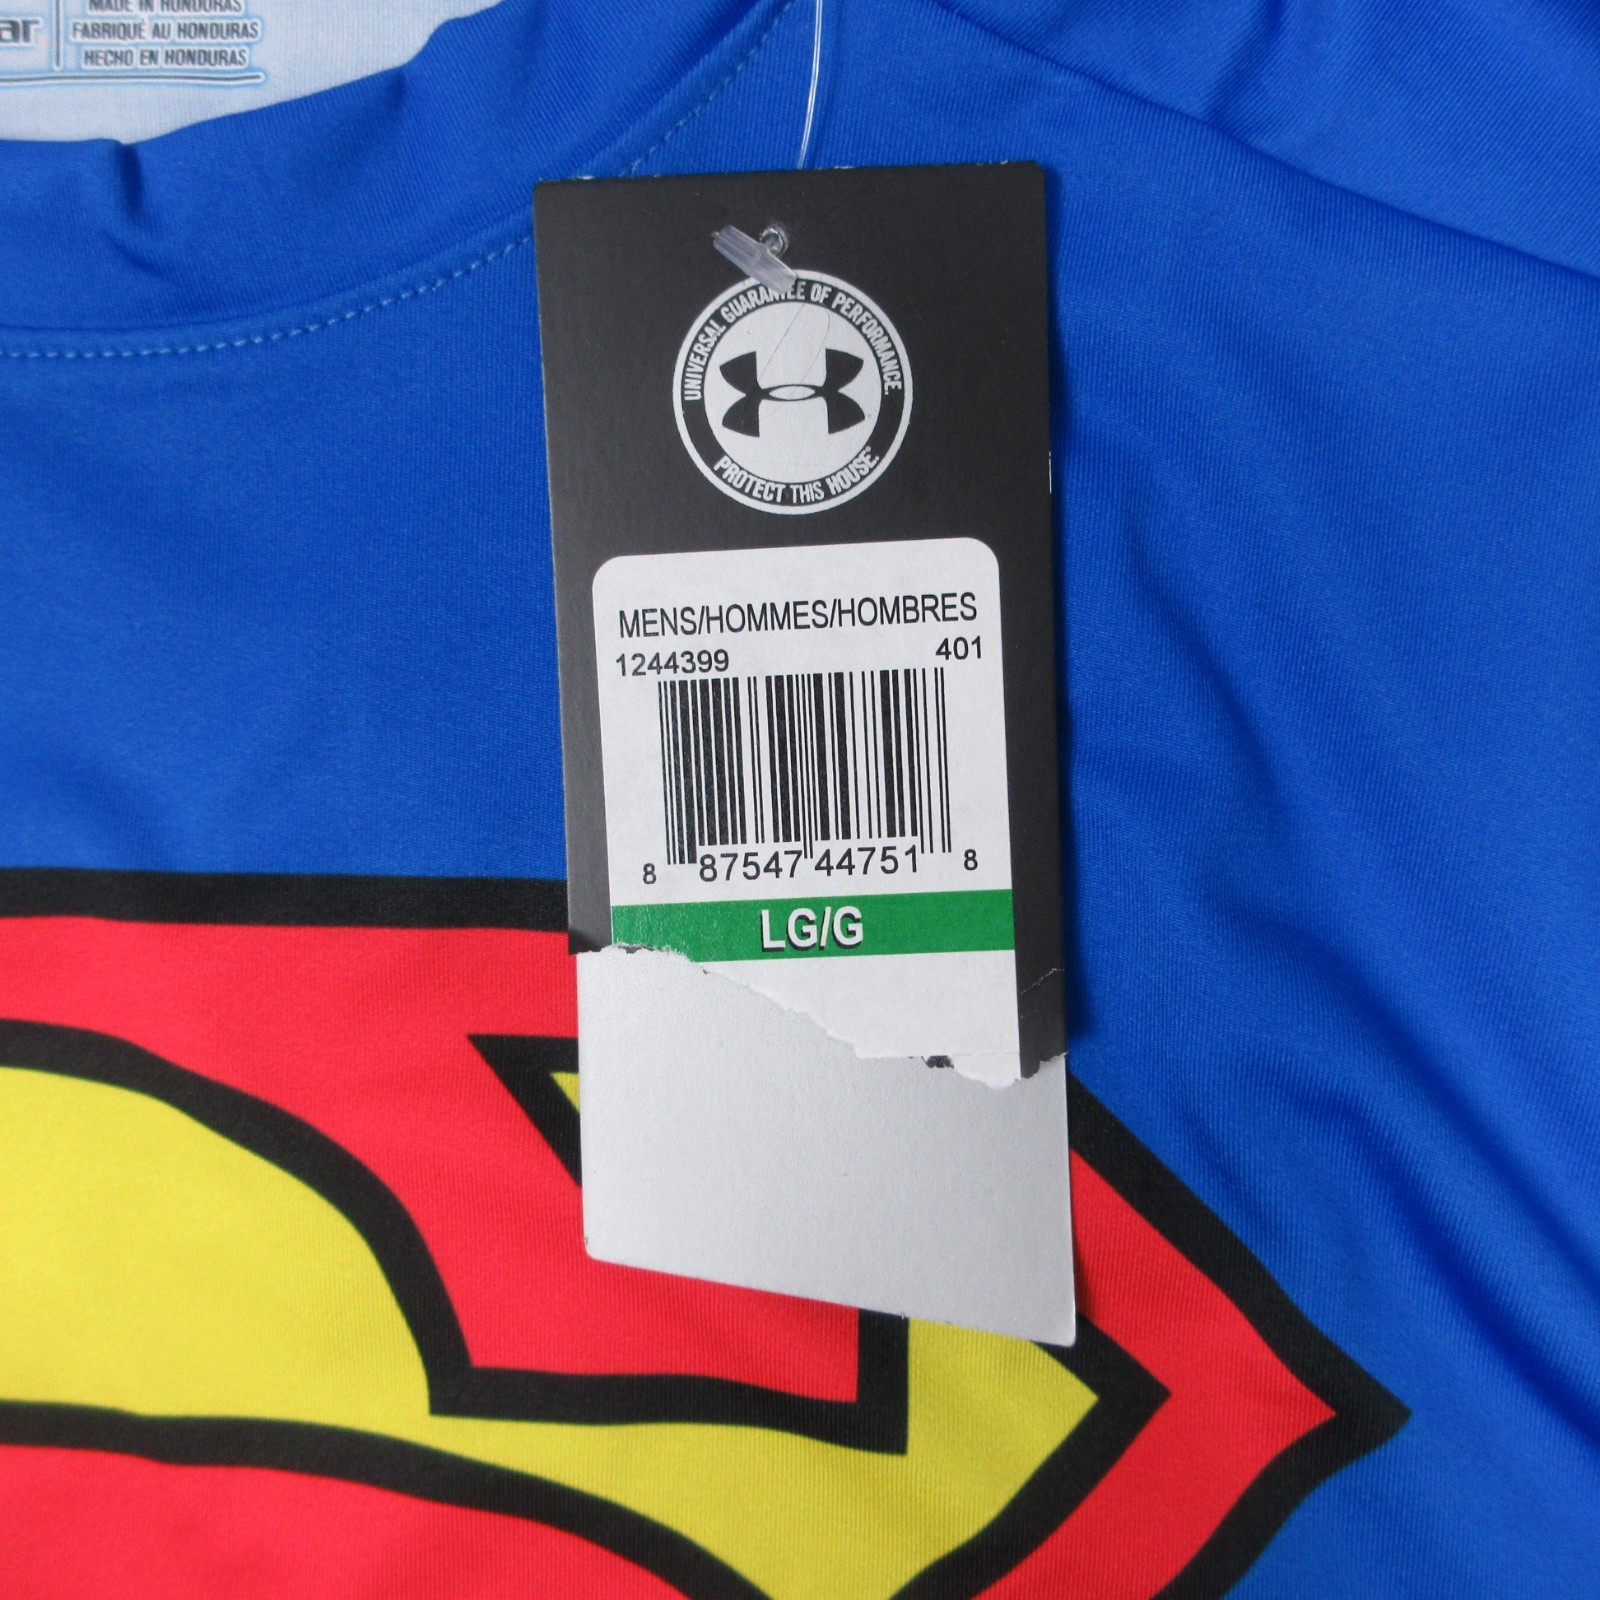 MADE IN HONDURAS
ar FABRIQUÉ AU HONDURAS
HECHO EN HONDURAS
UNIVERSAL GUARANTEE OF PERFORMANCE.
PROTECT THIS HOUSE.
MENS/HOMMES/HOMBRES
1244399 401
8 87547 44751 8
LG/G